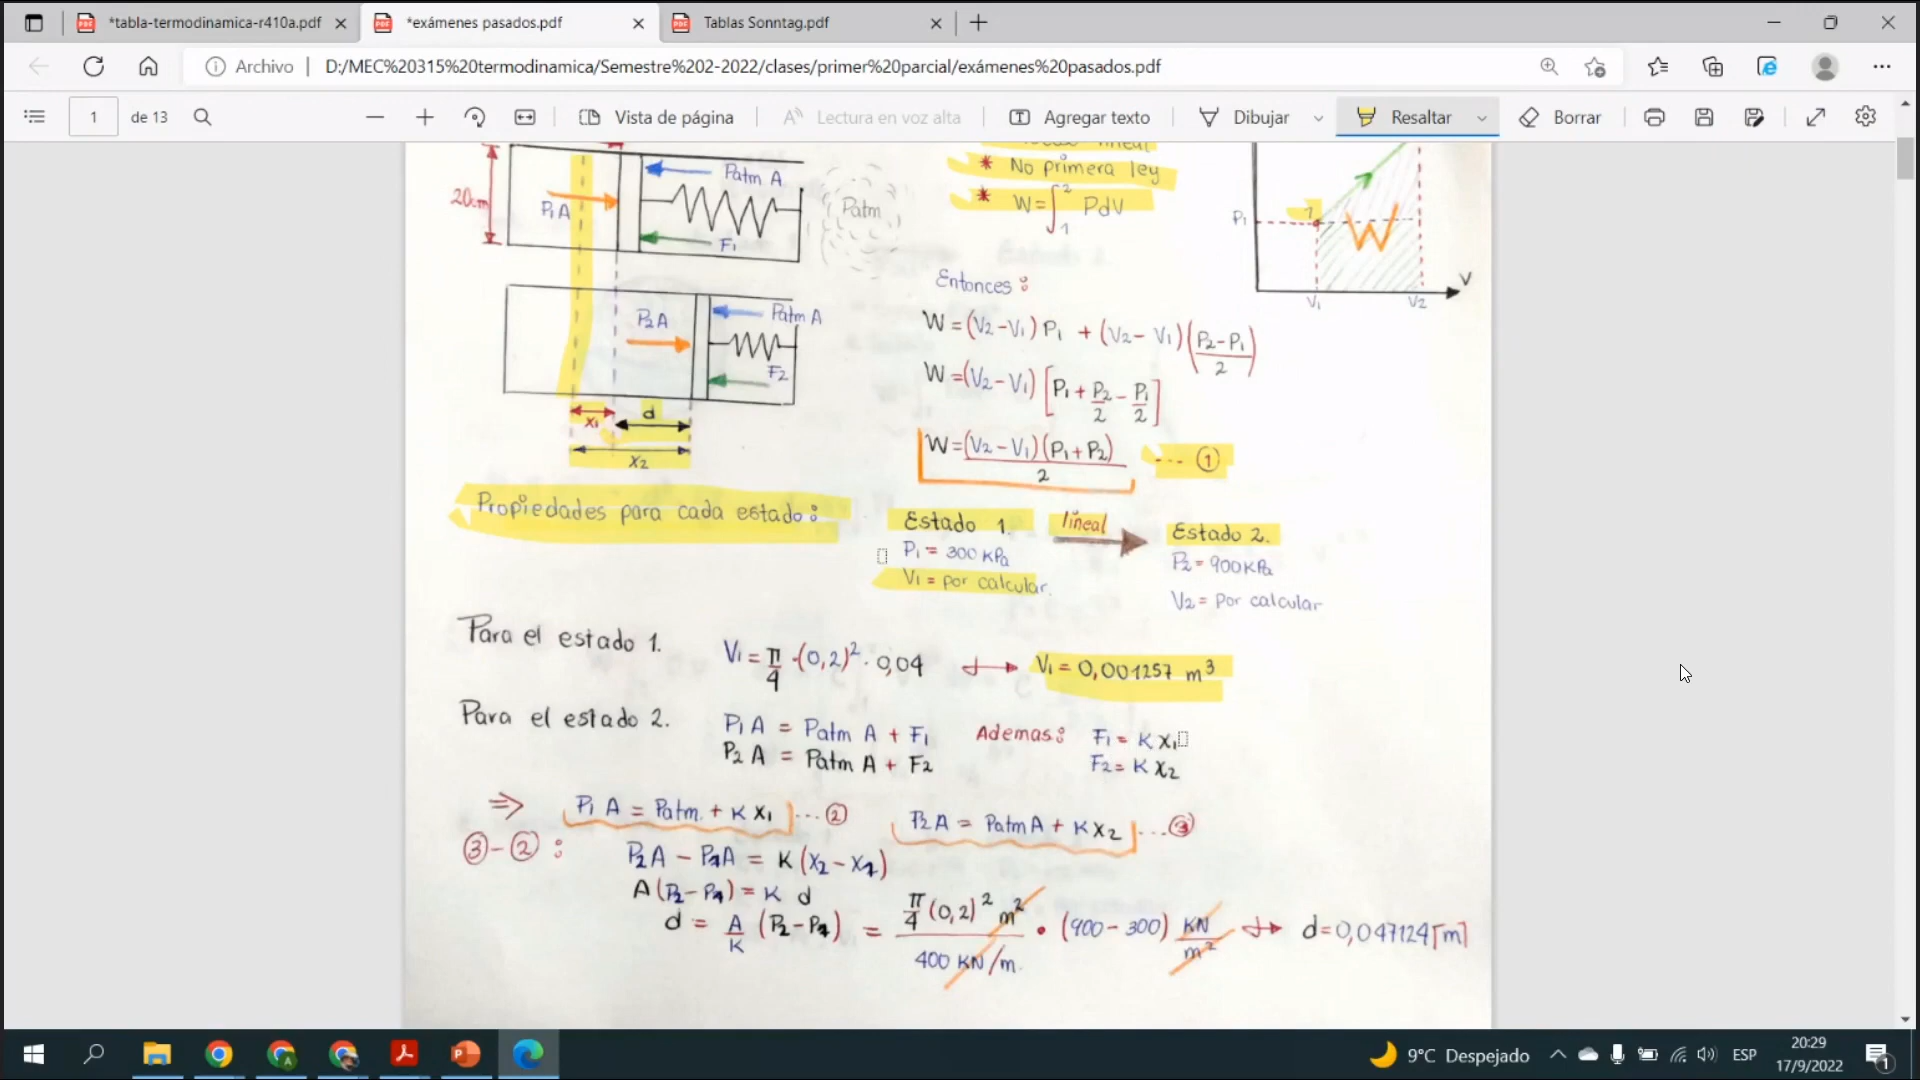 *tabla-termodinamica-r410a.pdf
*exámenes pasados.pdf
Tablas Sonntag.pdf
Archivo
D:/MEC%20315%20termodinamica/Semestre%202-2022/clases/primer%20parcial/exámenes%20pasados.pdf
1 de 13
Vista de página
Lectura en voz alta
Agregar texto
Dibujar
Resaltar
Borrar
20cm
P1A
Patm A
F1
Patm
P2A
Patm A
F2
x1
d
x2
* No primera ley
* W=∫₁² PdV
P1
1
W
V1
V2
V
Entonces:
W=(V2-V1)P1 + (V2-V1)(P2-P1/2)
W=(V2-V1)[P1+P2/2-P1/2]
W=(V2-V1)(P1+P2)/2 ... ①
Propiedades para cada estado:
Estado 1.
lineal
Estado 2.
P1 = 300 KPa
P2 = 900KPa
V1 = por calcular.
V2 = Por calcular
Para el estado 1.
V1 = π/4·(0,2)²·0,04
V1 = 0,001257 m³
Para el estado 2.
P1 A = Patm A + F1
P2 A = Patm A + F2
Ademas:
F1 = K x1
F2 = K x2
⇒ P1 A = Patm. + K x1 ... ②
P2A = Patm A + K x2 ... ③
③-② :
P2A - P1A = K(x2-x1)
A(P2-P1) = K d
d = A/K (P2-P1) = π/4(0,2)² m²/400 KN/m. • (900-300) KN/m²
d=0,047124[m]
9°C Despejado
ESP
20:29
17/9/2022
1